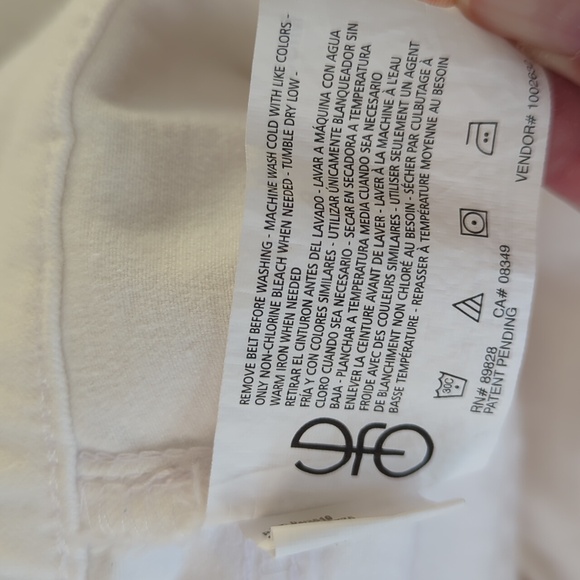 REMOVE BELT BEFORE WASHING - MACHINE WASH COLD WITH LIKE COLORS -
ONLY NON-CHLORINE BLEACH WHEN NEEDED - TUMBLE DRY LOW -
WARM IRON WHEN NEEDED
RETIRAR EL CINTURON ANTES DEL LAVADO - LAVAR A MÁQUINA CON AGUA
FRÍA Y CON COLORES SIMILARES - UTILIZAR ÚNICAMENTE BLANQUEADOR SIN
CLORO CUANDO SEA NECESARIO - SECAR EN SECADORA A TEMPERATURA
BAJA - PLANCHAR A TEMPERATURA MEDIA CUANDO SEA NECESARIO
ENLEVER LA CEINTURE AVANT DE LAVER - LAVER À LA MACHINE À L'EAU
FROIDE AVEC DES COULEURS SIMILAIRES - UTILISER SEULEMENT UN AGENT
DE BLANCHIMENT NON CHLORÉ AU BESOIN - SÉCHER PAR CULBUTAGE À
BASSE TEMPÉRATURE - REPASSER À TEMPÉRATURE MOYENNE AU BESOIN
30C
RN# 89828 CA# 08349 VENDOR# 100263
PATENT PENDING